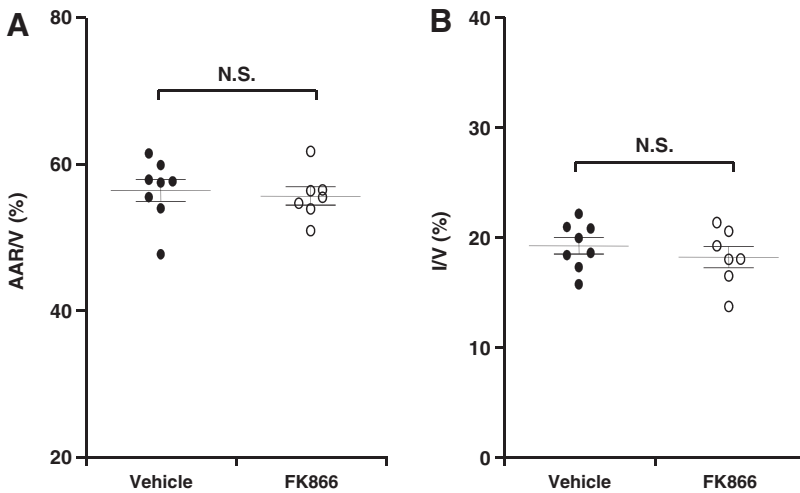 A
80
60
40
20
AAR/V (%)
N.S.
Vehicle
FK866
B
40
30
20
10
0
I/V (%)
N.S.
Vehicle
FK866